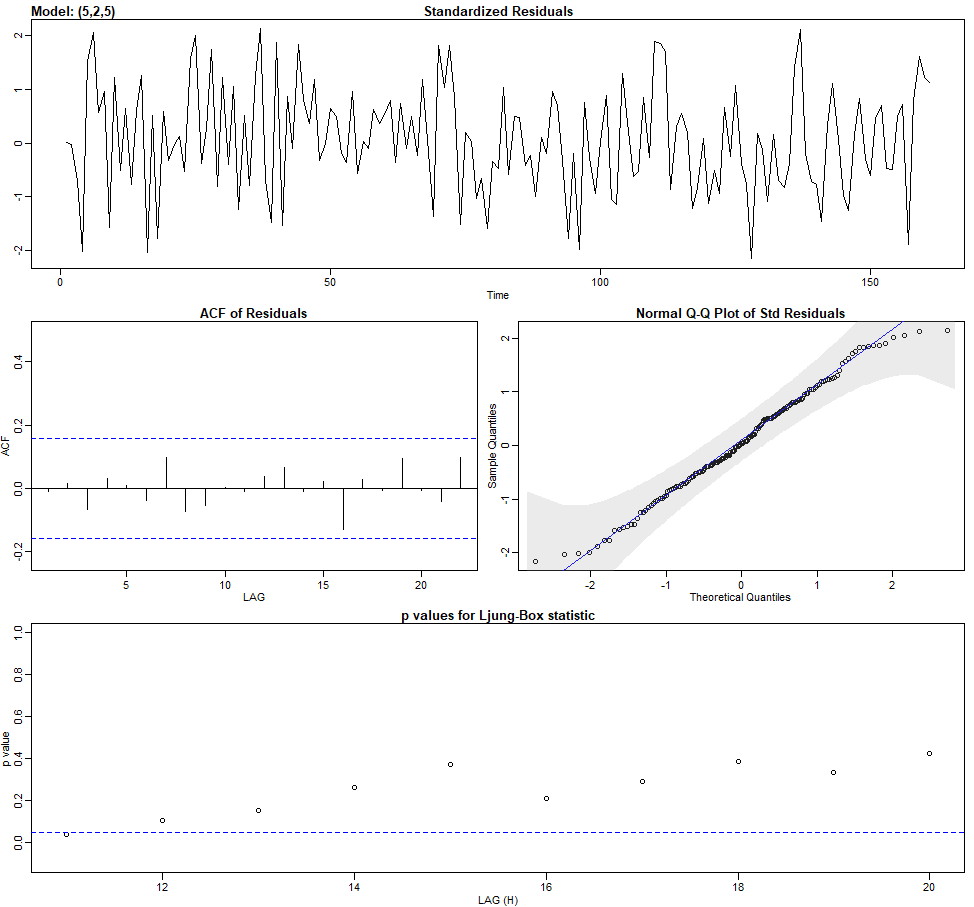 Model: (5,2,5) Standardized Residuals
2
1
0
-1
-2
0 50 100 150
Time
ACF of Residuals
ACF
0.4
0.2
0.0
-0.2
5 10 15 20
LAG
Normal Q-Q Plot of Std Residuals
Sample Quantiles
2
1
0
-1
-2
-2 -1 0 1 2
Theoretical Quantiles
p values for Ljung-Box statistic
p value
1.0
0.8
0.6
0.4
0.2
0.0
12 14 16 18 20
LAG (H)